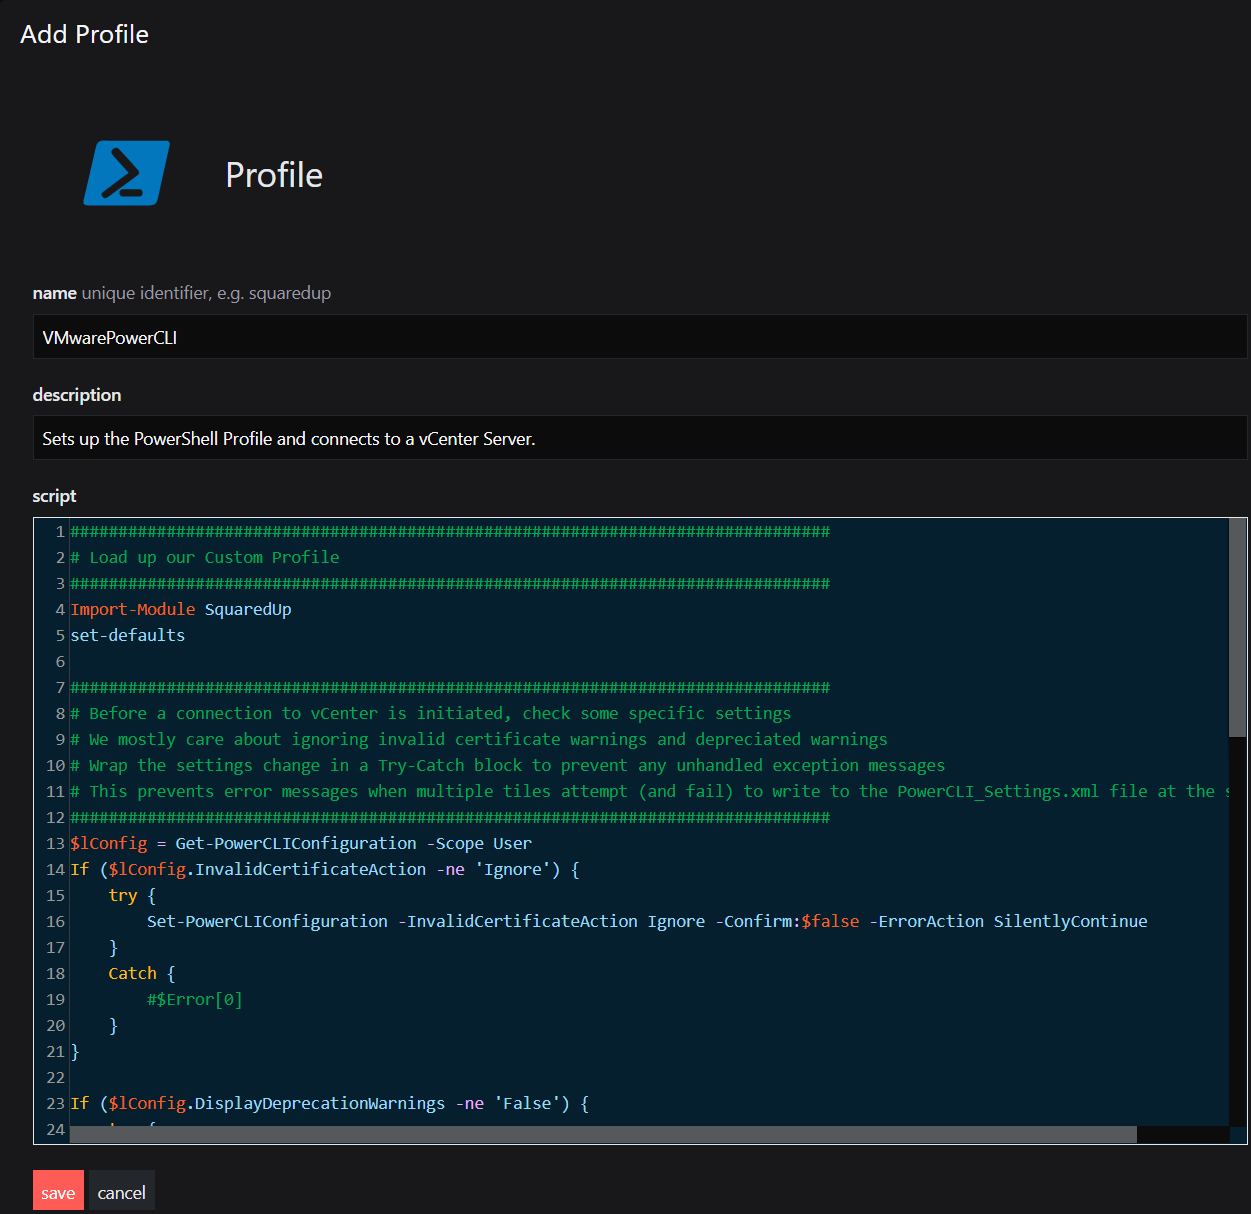 Add Profile
Profile
name unique identifier, e.g. squaredup
VMwarePowerCLI
description
Sets up the PowerShell Profile and connects to a vCenter Server.
script
1 ###############################################################################
2 # Load up our Custom Profile
3 ###############################################################################
4 Import-Module SquaredUp
5 set-defaults
6
7 ###############################################################################
8 # Before a connection to vCenter is initiated, check some specific settings
9 # We mostly care about ignoring invalid certificate warnings and depreciated warnings
10 # Wrap the settings change in a Try-Catch block to prevent any unhandled exception messages
11 # This prevents error messages when multiple tiles attempt (and fail) to write to the PowerCLI_Settings.xml file at the s
12 ###############################################################################
13 $lConfig = Get-PowerCLIConfiguration -Scope User
14 If ($lConfig.InvalidCertificateAction -ne 'Ignore') {
15     try {
16         Set-PowerCLIConfiguration -InvalidCertificateAction Ignore -Confirm:$false -ErrorAction SilentlyContinue
17     }
18     Catch {
19         #$Error[0]
20     }
21 }
22
23 If ($lConfig.DisplayDeprecationWarnings -ne 'False') {
24
save cancel